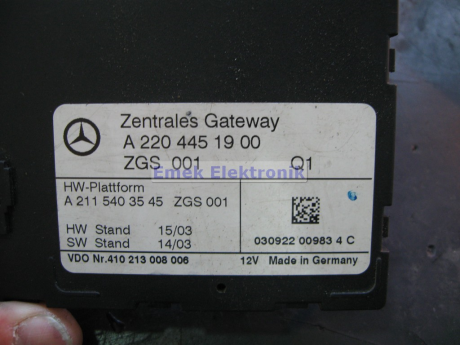 Zentrales Gateway
A 220 445 19 00
ZGS 001 Q1
Emek Elektronik
HW-Plattform
A 211 540 35 45 ZGS 001
HW Stand 15/03
SW Stand 14/03
030922 00983 4 C
VDO Nr.410 213 008 006 12V Made in Germany